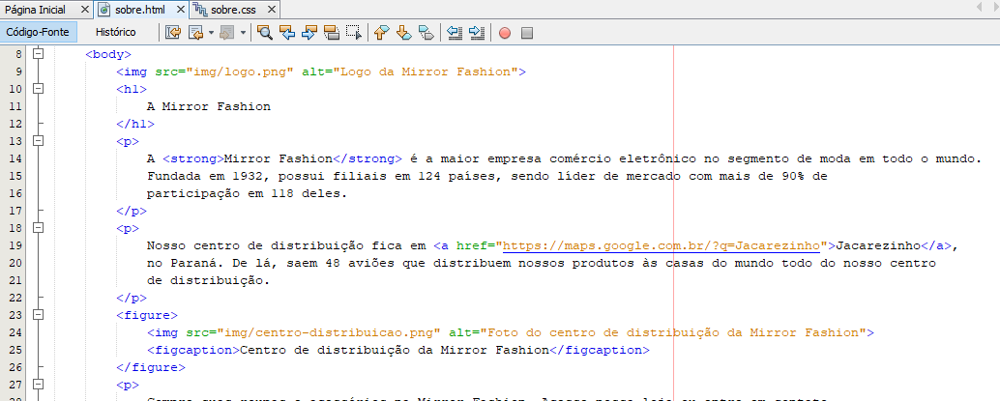 Página Inicial
sobre.html
sobre.css
Código-Fonte
Histórico
8 <body>
9 <img src="img/logo.png" alt="Logo da Mirror Fashion">
10 <h1>
11 A Mirror Fashion
12 </h1>
13 <p>
14 A <strong>Mirror Fashion</strong> é a maior empresa comércio eletrônico no segmento de moda em todo o mundo.
15 Fundada em 1932, possui filiais em 124 países, sendo líder de mercado com mais de 90% de
16 participação em 118 deles.
17 </p>
18 <p>
19 Nosso centro de distribuição fica em <a href="https://maps.google.com.br/?q=Jacarezinho">Jacarezinho</a>,
20 no Paraná. De lá, saem 48 aviões que distribuem nossos produtos às casas do mundo todo do nosso centro
21 de distribuição.
22 </p>
23 <figure>
24 <img src="img/centro-distribuicao.png" alt="Foto do centro de distribuição da Mirror Fashion">
25 <figcaption>Centro de distribuição da Mirror Fashion</figcaption>
26 </figure>
27 <p>